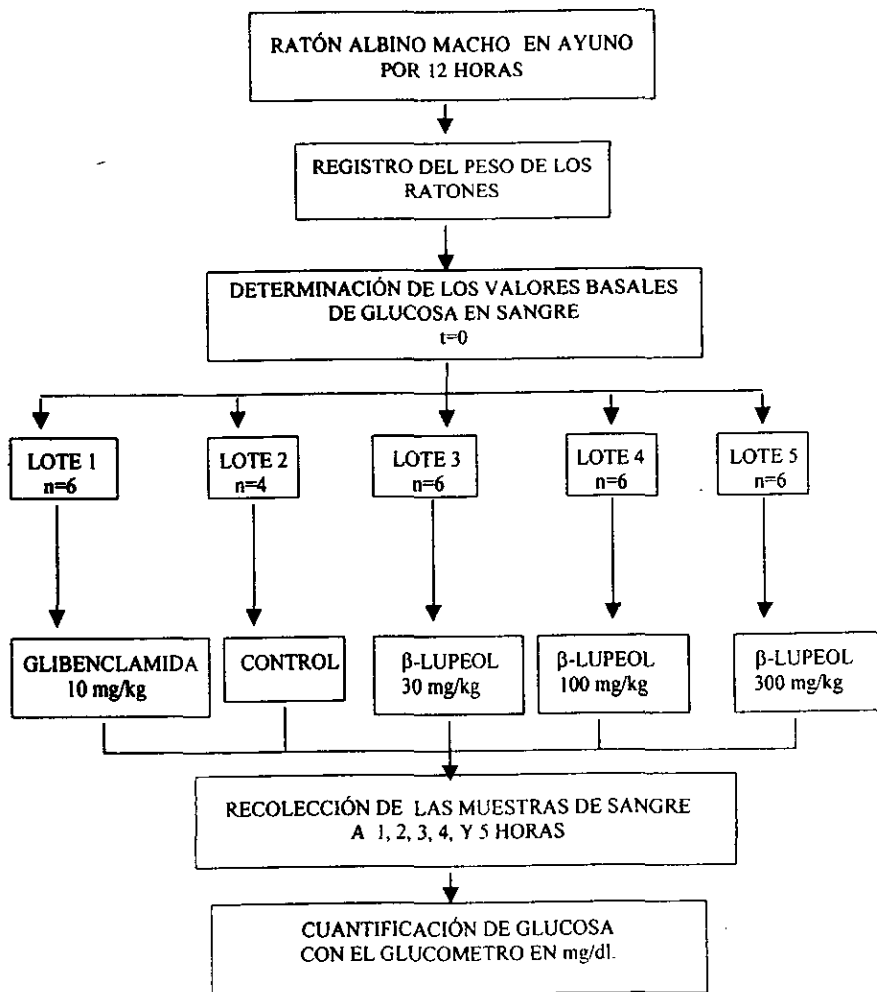 RATÓN ALBINO MACHO EN AYUNO
POR 12 HORAS
REGISTRO DEL PESO DE LOS
RATONES
DETERMINACIÓN DE LOS VALORES BASALES
DE GLUCOSA EN SANGRE
t=0
LOTE 1
n=6
LOTE 2
n=4
LOTE 3
n=6
LOTE 4
n=6
LOTE 5
n=6
GLIBENCLAMIDA
10 mg/kg
CONTROL
β-LUPEOL
30 mg/kg
β-LUPEOL
100 mg/kg
β-LUPEOL
300 mg/kg
RECOLECCIÓN DE LAS MUESTRAS DE SANGRE
A 1, 2, 3, 4, Y 5 HORAS
CUANTIFICACIÓN DE GLUCOSA
CON EL GLUCOMETRO EN mg/dl.